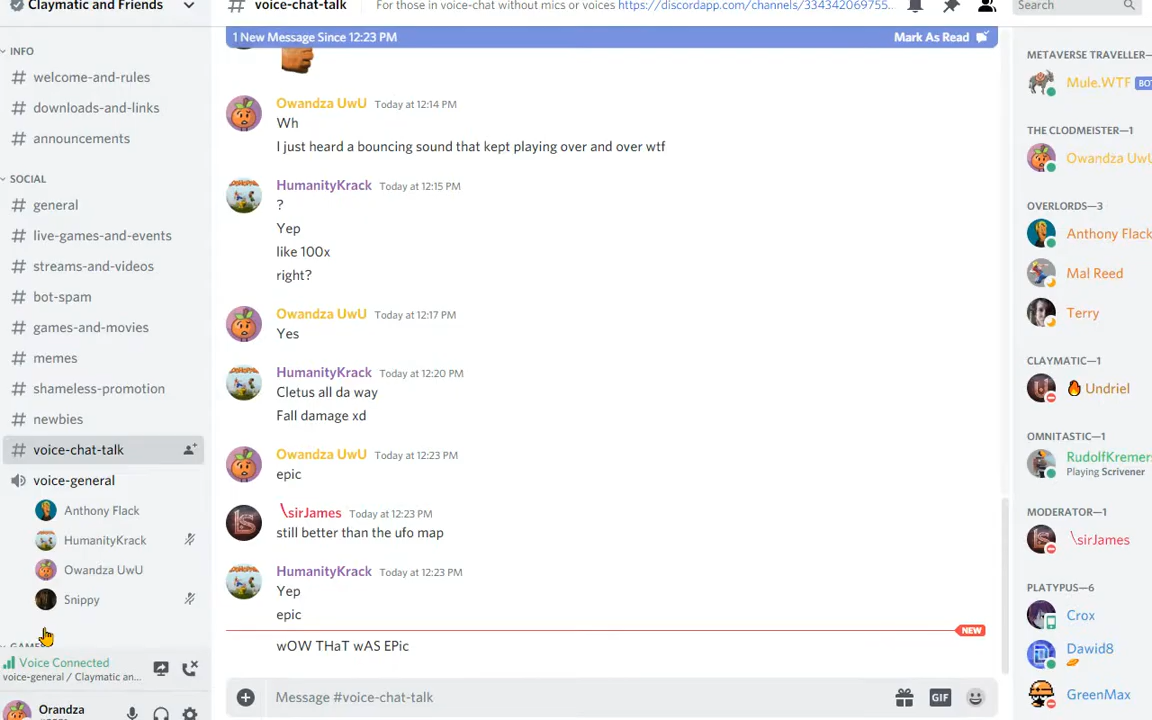 Claymatic and Friends
INFO
# welcome-and-rules
# downloads-and-links
# announcements
SOCIAL
# general
# live-games-and-events
# streams-and-videos
# bot-spam
# games-and-movies
# memes
# shameless-promotion
# newbies
# voice-chat-talk
voice-general
Anthony Flack
HumanityKrack
Owandza UwU
Snippy
Voice Connected
voice-general / Claymatic an...
Orandza
# voice-chat-talk
For those in voice-chat without mics or voices https://discordapp.com/channels/334342069755...
Search
1 New Message Since 12:23 PM
Mark As Read
Owandza UwU Today at 12:14 PM
Wh
I just heard a bouncing sound that kept playing over and over wtf
HumanityKrack Today at 12:15 PM
?
Yep
like 100x
right?
Owandza UwU Today at 12:17 PM
Yes
HumanityKrack Today at 12:20 PM
Cletus all da way
Fall damage xd
Owandza UwU Today at 12:23 PM
epic
\sirJames Today at 12:23 PM
still better than the ufo map
HumanityKrack Today at 12:23 PM
Yep
epic
NEW
wOW THaT wAS EPic
Message #voice-chat-talk
GIF
METAVERSE TRAVELLER—
Mule.WTF BO
THE CLODMEISTER—1
Owandza UwU
OVERLORDS—3
Anthony Flack
Mal Reed
Terry
CLAYMATIC—1
🔥 Undriel
OMNITASTIC—1
RudolfKremers
Playing Scrivener
MODERATOR—1
\sirJames
PLATYPUS—6
Crox
Dawid8
GreenMax